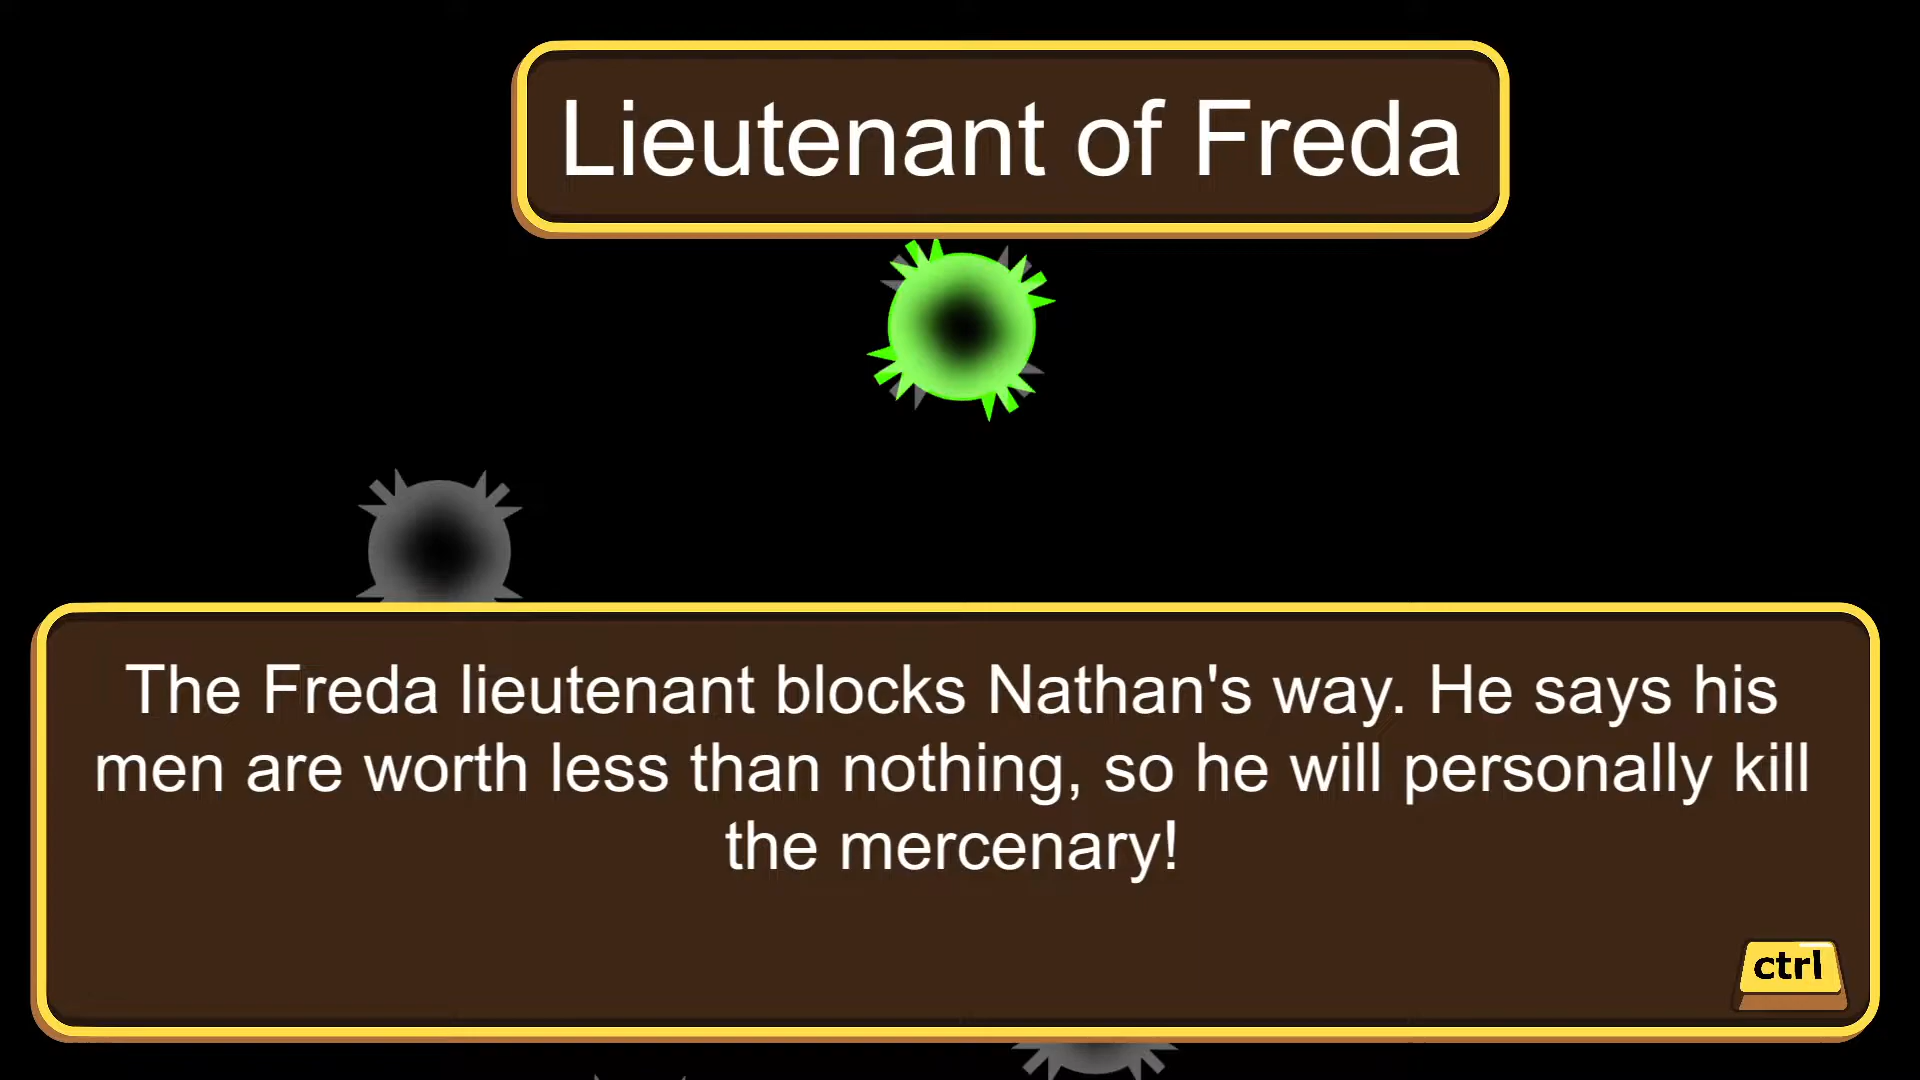 Lieutenant of Freda
The Freda lieutenant blocks Nathan's way. He says his
men are worth less than nothing, so he will personally kill
the mercenary!
ctrl